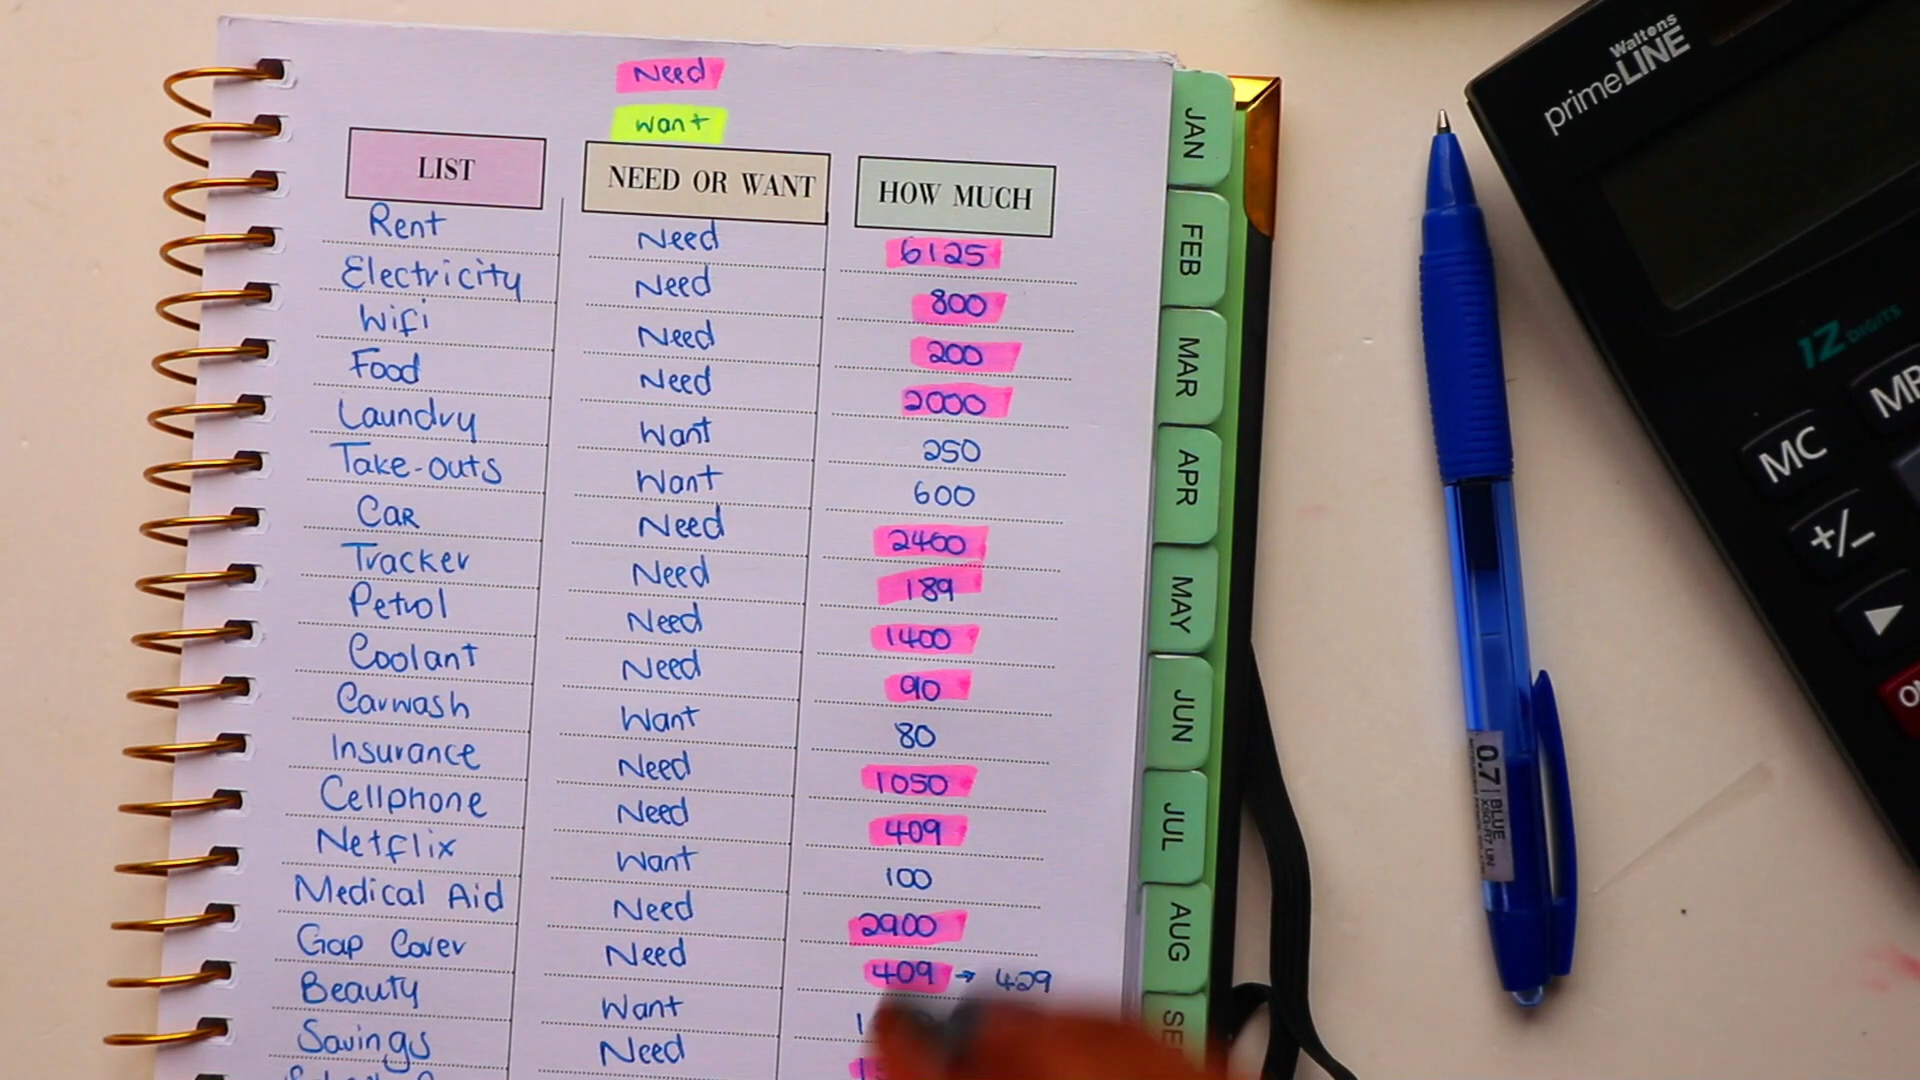 Need
Want
LIST NEED OR WANT HOW MUCH
Rent Need 6125
Electricity Need 800
Wifi Need 200
Food Need 2000
Laundry Want 250
Take-outs Want 600
Car Need 2400
Tracker Need 189
Petrol Need 1400
Coolant Need 90
Carwash Want 80
Insurance Need 1050
Cellphone Need 409
Netflix Want 100
Medical Aid Need 2900
Gap Cover Need 409 → 429
Beauty Want
Savings Need
JAN
FEB
MAR
APR
MAY
JUN
JUL
AUG
0.7 | BLUE
Waltons
primeLINE
12 DIGITS
MC
+/-